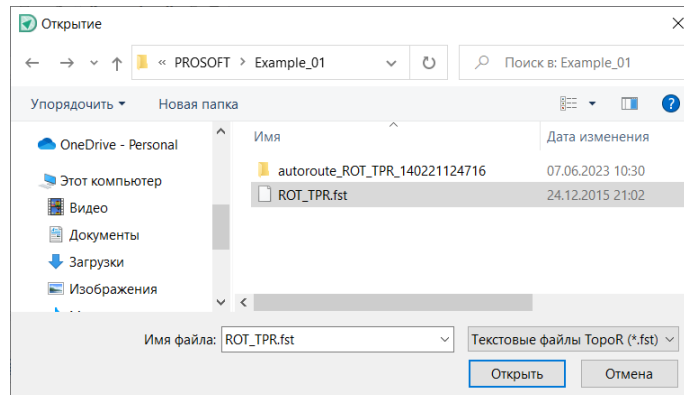 Открытие
« PROSOFT > Example_01
Поиск в: Example_01
Упорядочить
Новая папка
Имя
Дата изменения
OneDrive - Personal
Этот компьютер
Видео
Документы
Загрузки
Изображения
autoroute_ROT_TPR_140221124716 07.06.2023 10:30
ROT_TPR.fst 24.12.2015 21:02
Имя файла: ROT_TPR.fst
Текстовые файлы TopoR (*.fst)
Открыть
Отмена